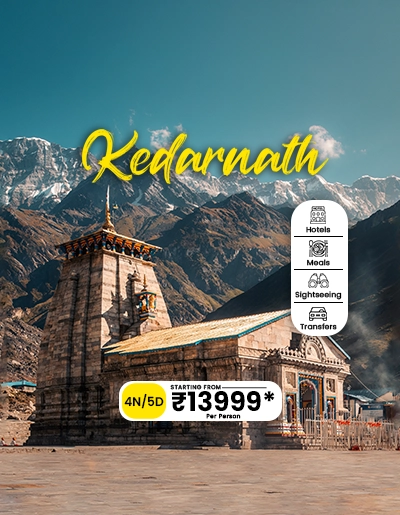 Kedarnath
Hotels
Meals
Sightseeing
Transfers
4N/5D
STARTING FROM
₹13999*
Per Person